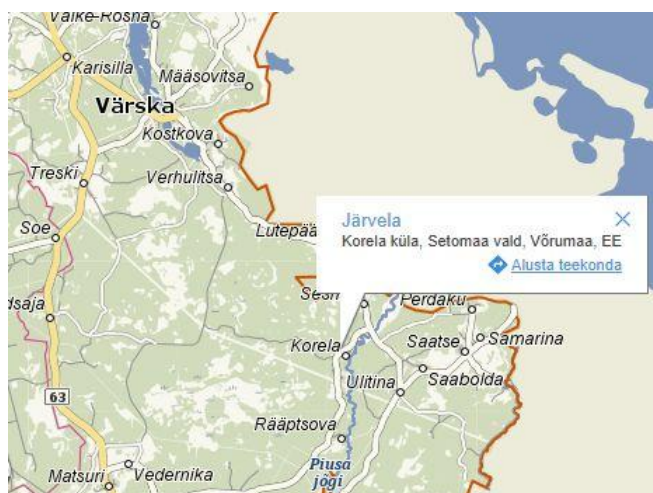 Väike-Rõsna
Karisilla
Määsovitsa
Värska
Kostkova
Treski
Verhulitsa
Soe
Lutepää
Järvela
Korela küla, Setomaa vald, Võrumaa, EE
Alusta teekonda
Perdaku
Korela
Saatse
Samarina
Saabolda
Ulitina
63
Rääptsova
Matsuri
Vedernika
Piusa
jõgi